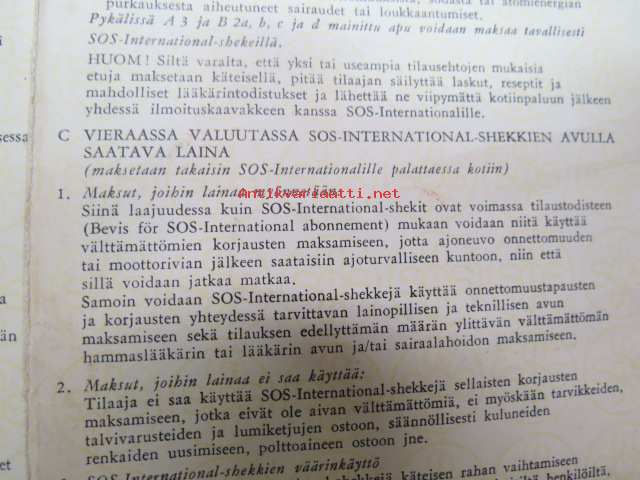 purkauksesta aiheutuneet sairaudet tai loukkaantumiset.
Pykälissä A 3 ja B 2a, b, c ja d mainittu apu voidaan maksaa tavallisesti
SOS-International-shekeillä.
HUOM! Siltä varalta, että yksi tai useampia tilausehtojen mukaisia
etuja maksetaan käteisellä, pitää tilaajan säilyttää laskut, reseptit ja
mahdolliset lääkärintodistukset ja lähettää ne viipymättä kotiinpaluun jälkeen
yhdessä ilmoituskaavakkeen kanssa SOS-Internationalille.
C VIERAASSA VALUUTASSA SOS-INTERNATIONAL-SHEKKIEN AVULLA
SAATAVA LAINA
(maksetaan takaisin SOS-Internationalille palattaessa kotiin)
1. Maksut, joihin lainaa
Antikvariaatti.net
Siinä laajuudessa kuin SOS-International-shekit ovat voimassa tilaustodisteen
(Bevis för SOS-International abonnement) mukaan voidaan niitä käyttää
välttämättömien korjausten maksamiseen, jotta ajoneuvo onnettomuuden
tai moottorivian jälkeen saataisiin ajoturvalliseen kuntoon, niin että
sillä voidaan jatkaa matkaa.
Samoin voidaan SOS-International-shekkejä käyttää onnettomuustapausten
ja korjausten yhteydessä tarvittavan lainopillisen ja teknillisen avun
maksamiseen sekä tilauksen edellyttämän määrän ylittävän välttämättömän
hammaslääkärin tai lääkärin avun ja/tai sairaalahoidon maksamiseen.
2. Maksut, joihin lainaa ei saa käyttää:
Tilaaja ei saa käyttää SOS-International-shekkejä sellaisten korjausten
maksamiseen, jotka eivät ole aivan välttämättömiä, ei myöskään tarvikkeiden,
talvivarusteiden ja lumiketjujen ostoon, säännöllisesti kuluneiden
renkaiden uusimiseen, polttoaineen ostoon jne.
SOS-International-shekkien väärinkäyttö
käteisen rahan vaihtamiseen
henkilöiltä,